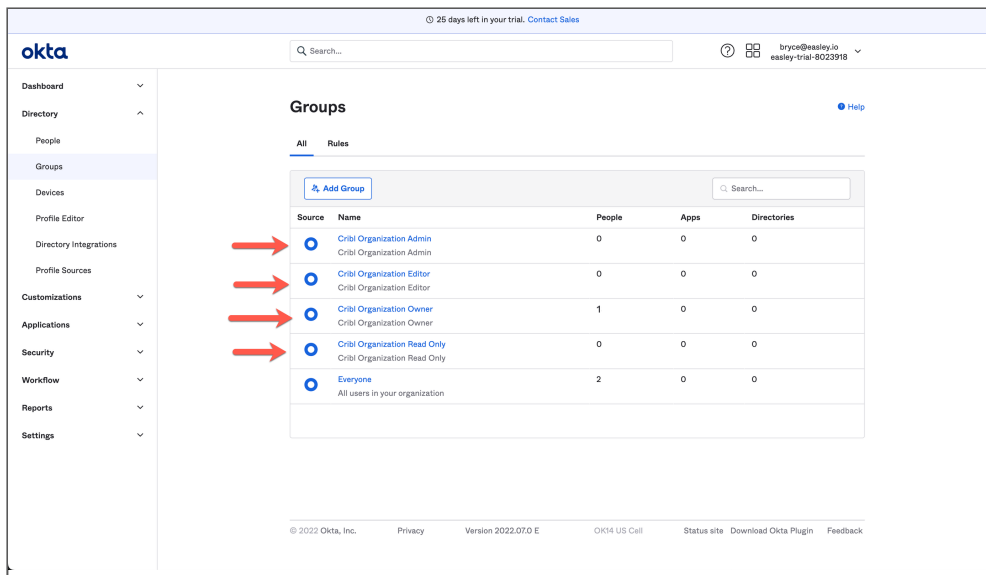 25 days left in your trial. Contact Sales
okta
Search...
bryce@easley.io
easley-trial-8023918
Dashboard
Directory
People
Groups
Devices
Profile Editor
Directory Integrations
Profile Sources
Customizations
Applications
Security
Workflow
Reports
Settings
Groups
Help
All Rules
Add Group
Search...
Source Name People Apps Directories
Cribl Organization Admin 0 0 0
Cribl Organization Admin
Cribl Organization Editor 0 0 0
Cribl Organization Editor
Cribl Organization Owner 1 0 0
Cribl Organization Owner
Cribl Organization Read Only 0 0 0
Cribl Organization Read Only
Everyone 2 0 0
All users in your organization
© 2022 Okta, Inc. Privacy Version 2022.07.0 E OK14 US Cell Status site Download Okta Plugin Feedback